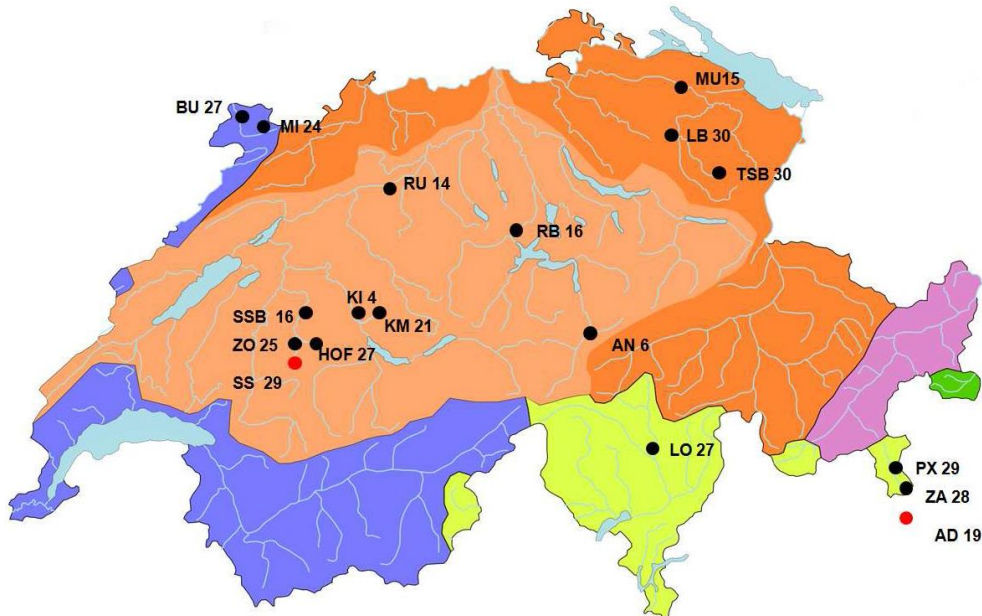 MU15
BU 27
MI 24
LB 30
TSB 30
RU 14
RB 16
SSB  16
KI 4
KM 21
AN 6
ZO 25
HOF 27
SS  29
LO 27
PX 29
ZA 28
AD 19